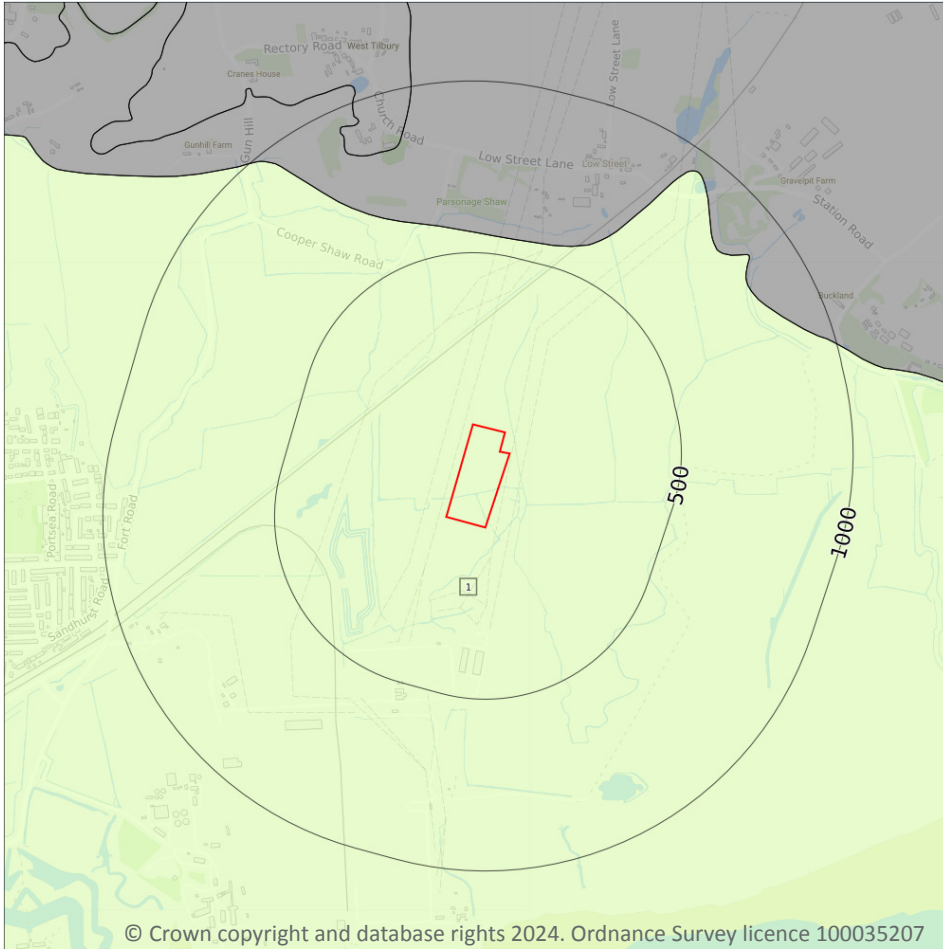 Rectory Road
West Tilbury
Cranes House
Low Street Lane
Church Road
Gun Hill
Gunhill Farm
Low Street Lane
Low Street
Gravelpit Farm
Parsonage Shaw
Station Road
Cooper Shaw Road
Buckland
500
1000
Portsea Road
Fort Road
1
Sandhurst Road
© Crown copyright and database rights 2024. Ordnance Survey licence 100035207